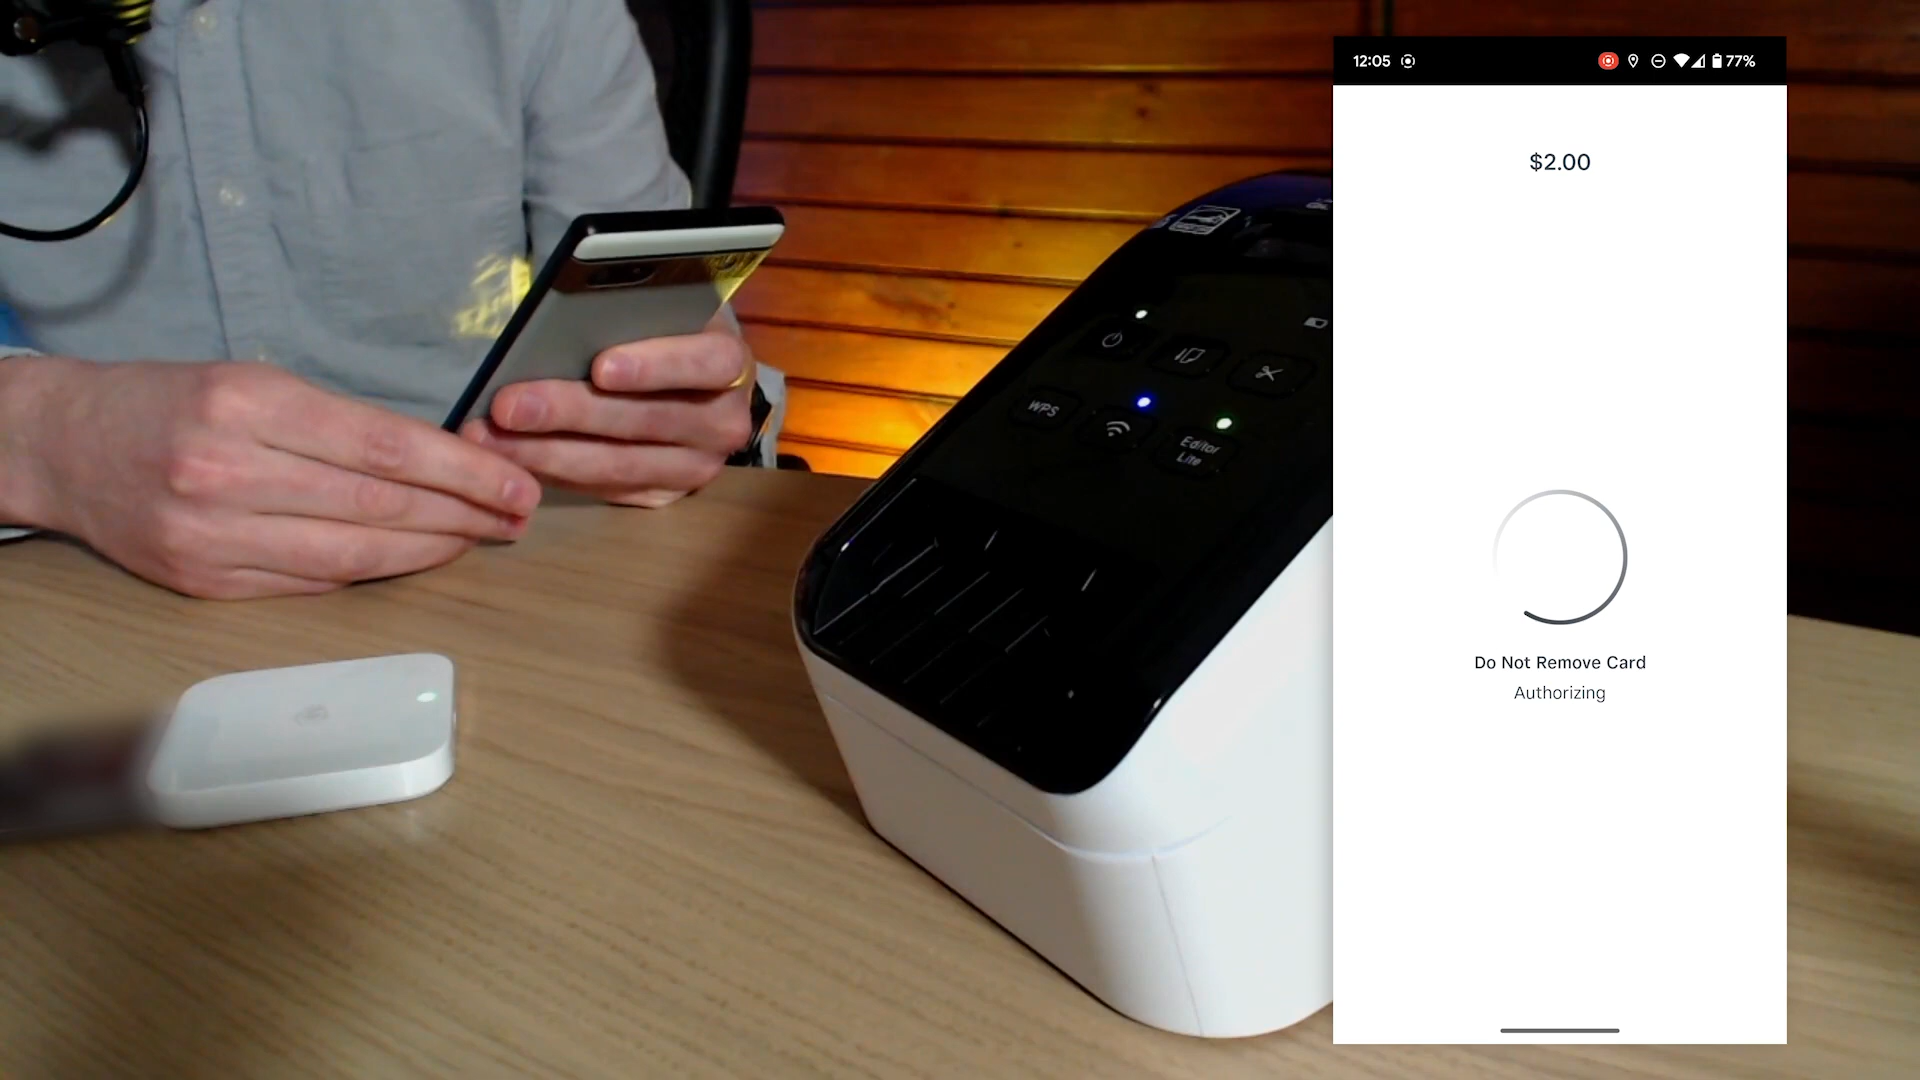 WPS
Editor
Lite
12:05
77%
$2.00
Do Not Remove Card
Authorizing